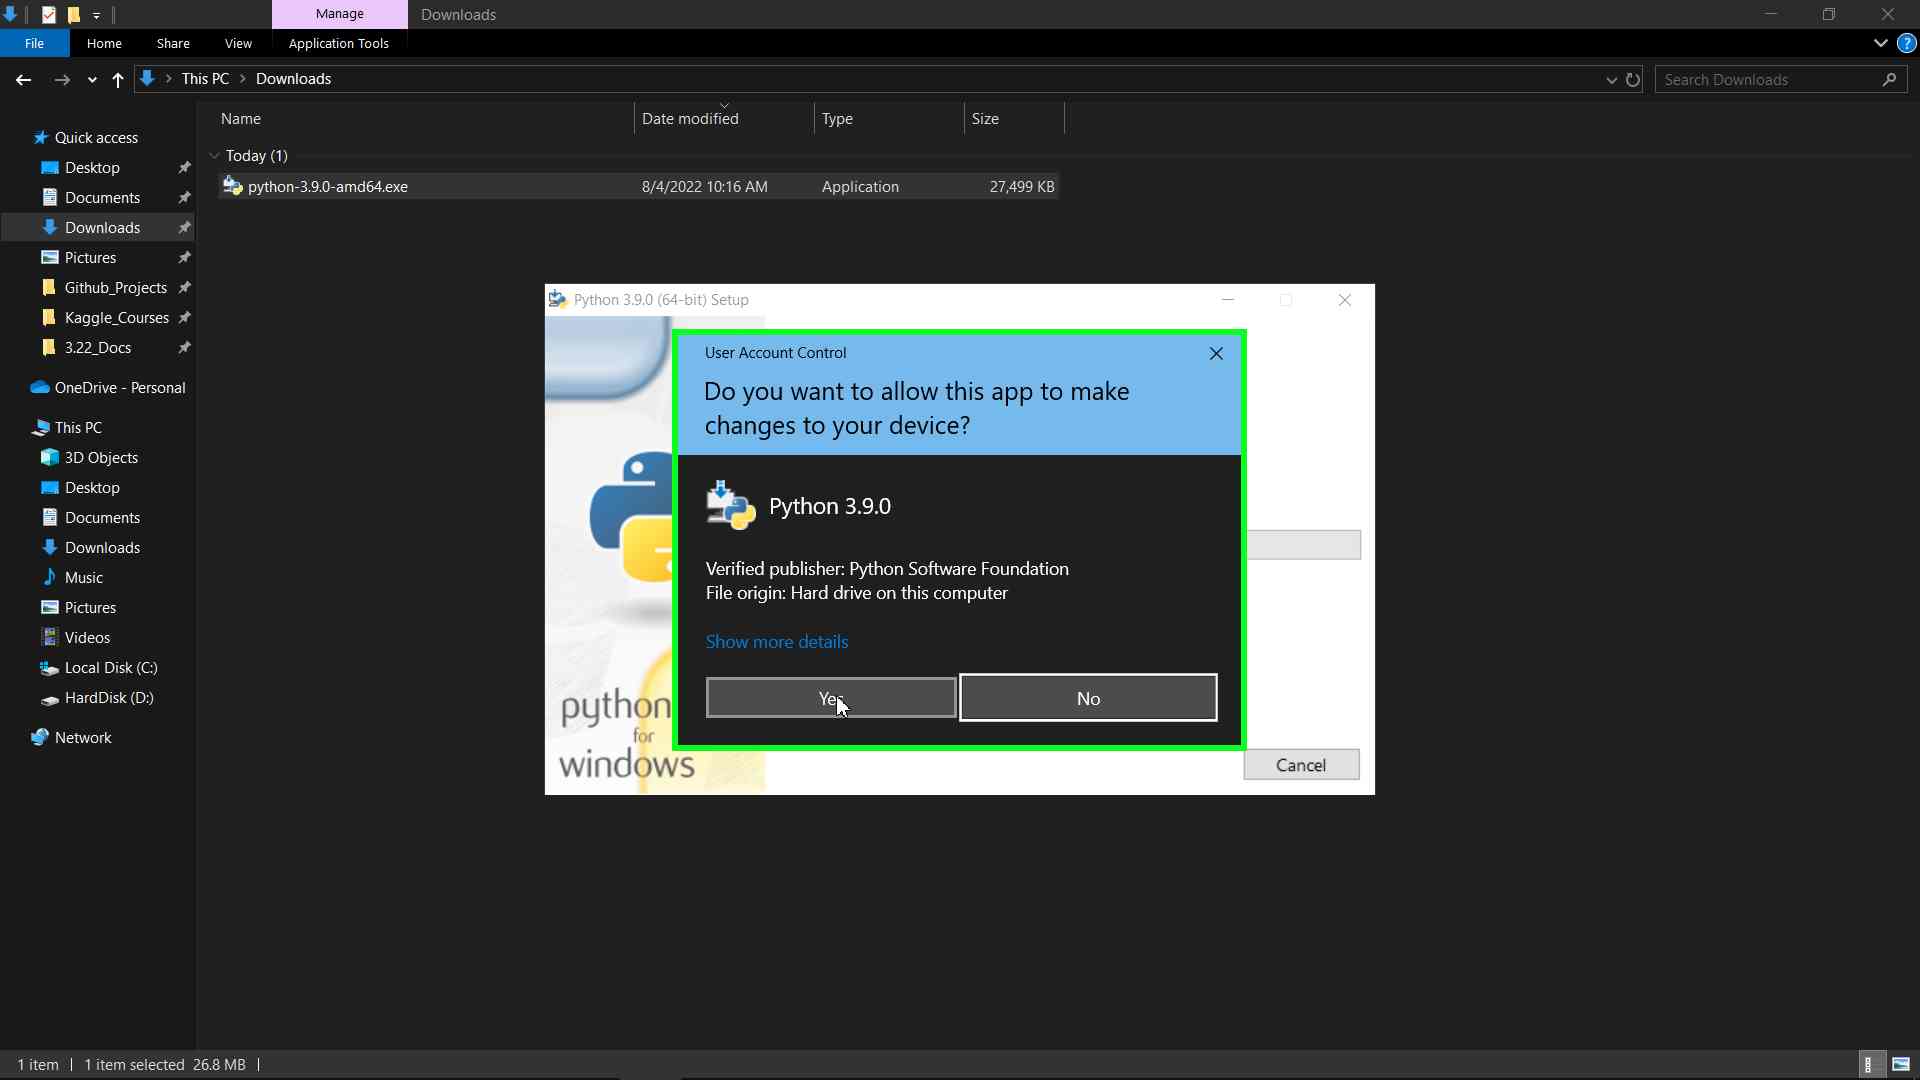 Manage
Downloads
File
Home
Share
View
Application Tools
?
This PC > Downloads
Search Downloads
Name
Date modified
Type
Size
Quick access
Desktop
Documents
Downloads
Pictures
Github_Projects
Kaggle_Courses
3.22_Docs
OneDrive - Personal
This PC
3D Objects
Desktop
Documents
Downloads
Music
Pictures
Videos
Local Disk (C:)
HardDisk (D:)
Network
Today (1)
python-3.9.0-amd64.exe
8/4/2022 10:16 AM
Application
27,499 KB
Python 3.9.0 (64-bit) Setup
User Account Control
Do you want to allow this app to make
changes to your device?
Python 3.9.0
Verified publisher: Python Software Foundation
File origin: Hard drive on this computer
Show more details
Yes
No
python
for
windows
Cancel
1 item
1 item selected 26.8 MB